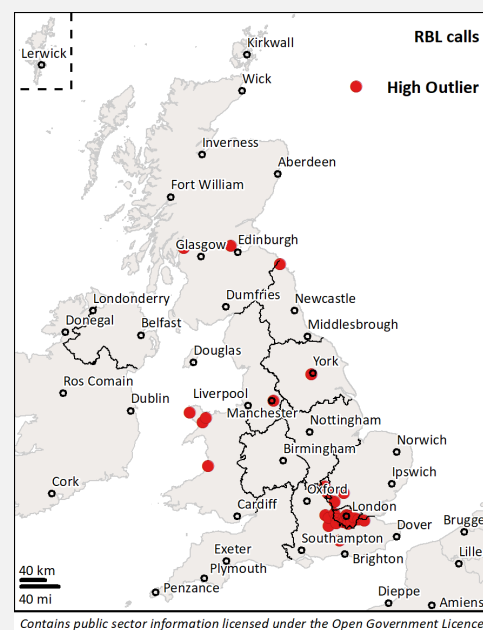 Kirkwall
RBL calls
Lerwick
Wick
High Outlier
Inverness
Aberdeen
Fort William
Glasgow
Edinburgh
Londonderry
Dumfries
Newcastle
Donegal
Belfast
Middlesbrough
Douglas
York
Ros Comain
Dublin
Liverpool
Manchester
Nottingham
Norwich
Birmingham
Ipswich
Cork
Oxford
Cardiff
London
Dover
Brugge
Southampton
Exeter
Brighton
Lille
Plymouth
40 km
40 mi
Penzance
Dieppe
Amiens
Contains public sector information licensed under the Open Government Licence